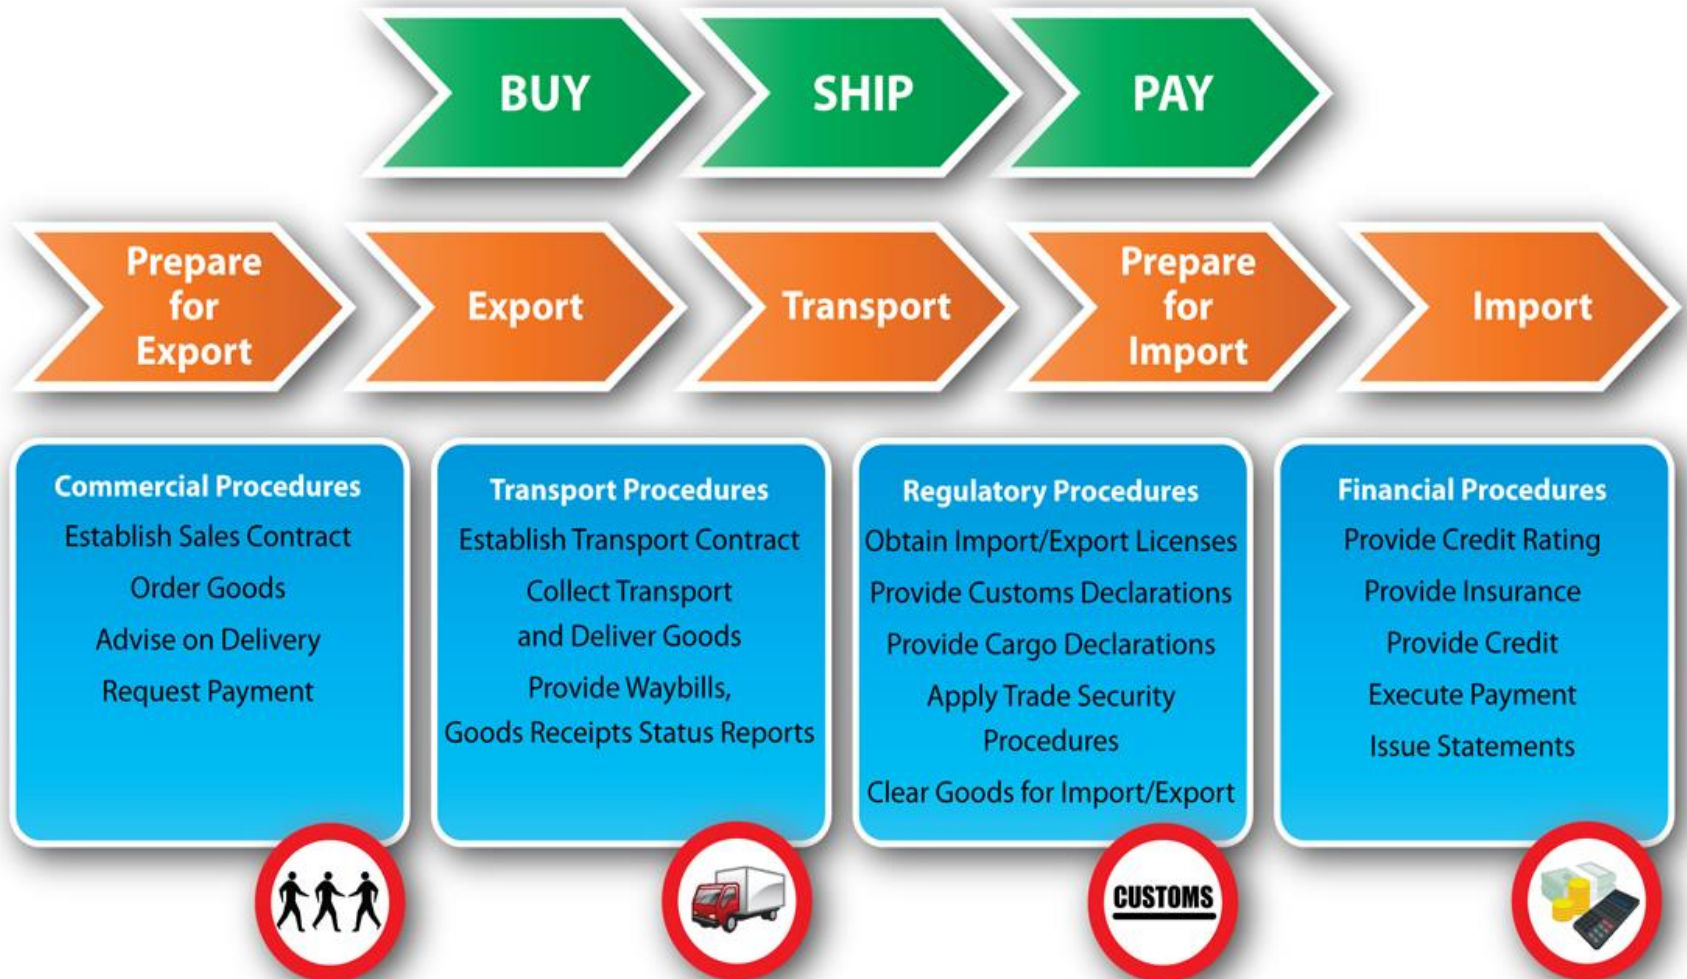 BUY
SHIP
PAY
Prepare
for
Export
Export
Transport
Prepare
for
Import
Import
Commercial Procedures
Establish Sales Contract
Order Goods
Advise on Delivery
Request Payment
Transport Procedures
Establish Transport Contract
Collect Transport
and Deliver Goods
Provide Waybills,
Goods Receipts Status Reports
Regulatory Procedures
Obtain Import/Export Licenses
Provide Customs Declarations
Provide Cargo Declarations
Apply Trade Security
Procedures
Clear Goods for Import/Export
Financial Procedures
Provide Credit Rating
Provide Insurance
Provide Credit
Execute Payment
Issue Statements
CUSTOMS